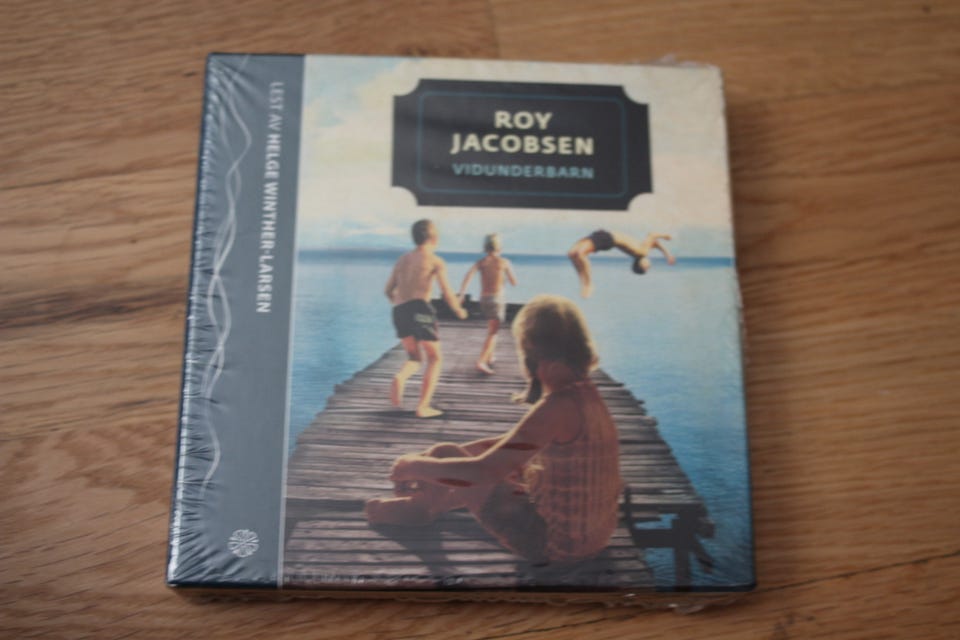 ROY
JACOBSEN
VIDUNDERBARN
LEST AV HELGE WINTHER-LARSEN